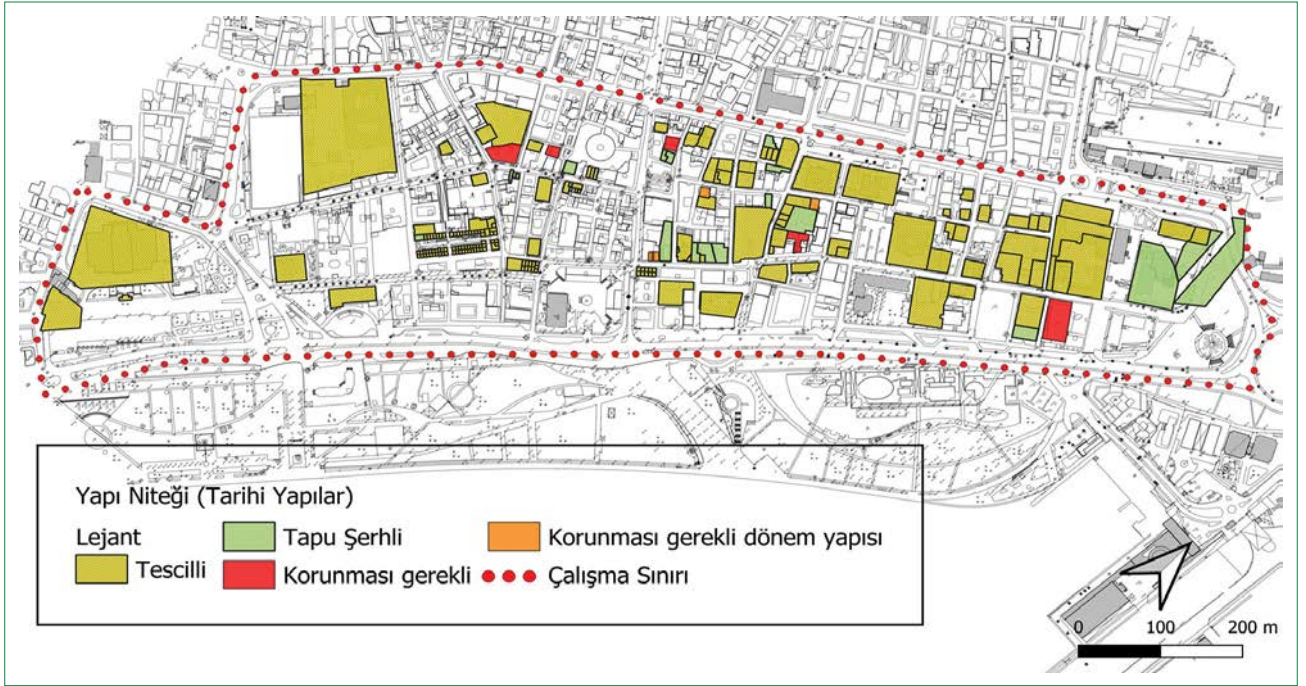 Yapı Niteği (Tarihi Yapılar)
Lejant
Tescilli
Tapu Şerhli
Korunması gerekli
Korunması gerekli dönem yapısı
Çalışma Sınırı
0 100 200 m